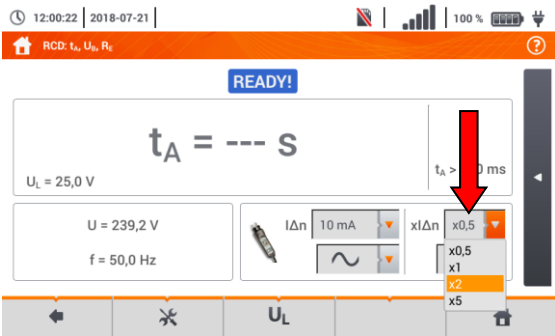 12:00:22 2018-07-21 100 %
RCD: tA, UB, RE ?
READY!
tA = --- s
UL = 25,0 V
tA > 0 ms
U = 239,2 V
f = 50,0 Hz
IΔn 10 mA xIΔn x0,5
x0,5
x1
x2
x5
UL